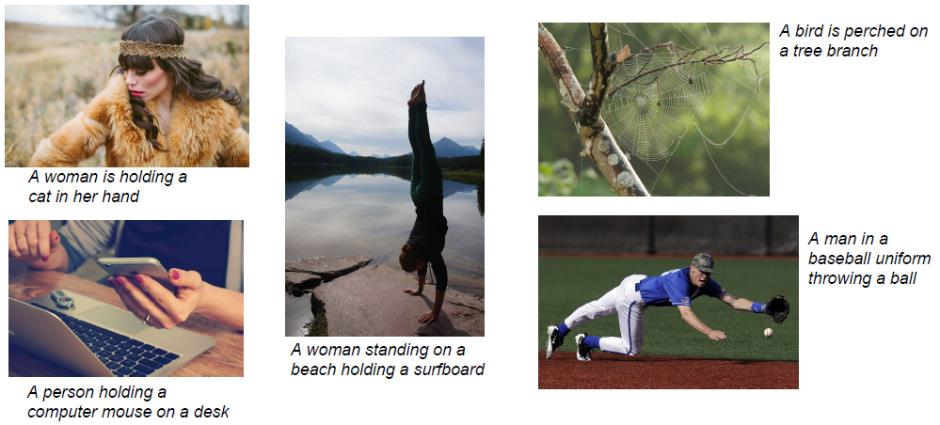 A woman is holding a
cat in her hand
A person holding a
computer mouse on a desk
A woman standing on a
beach holding a surfboard
A bird is perched on
a tree branch
A man in a
baseball uniform
throwing a ball